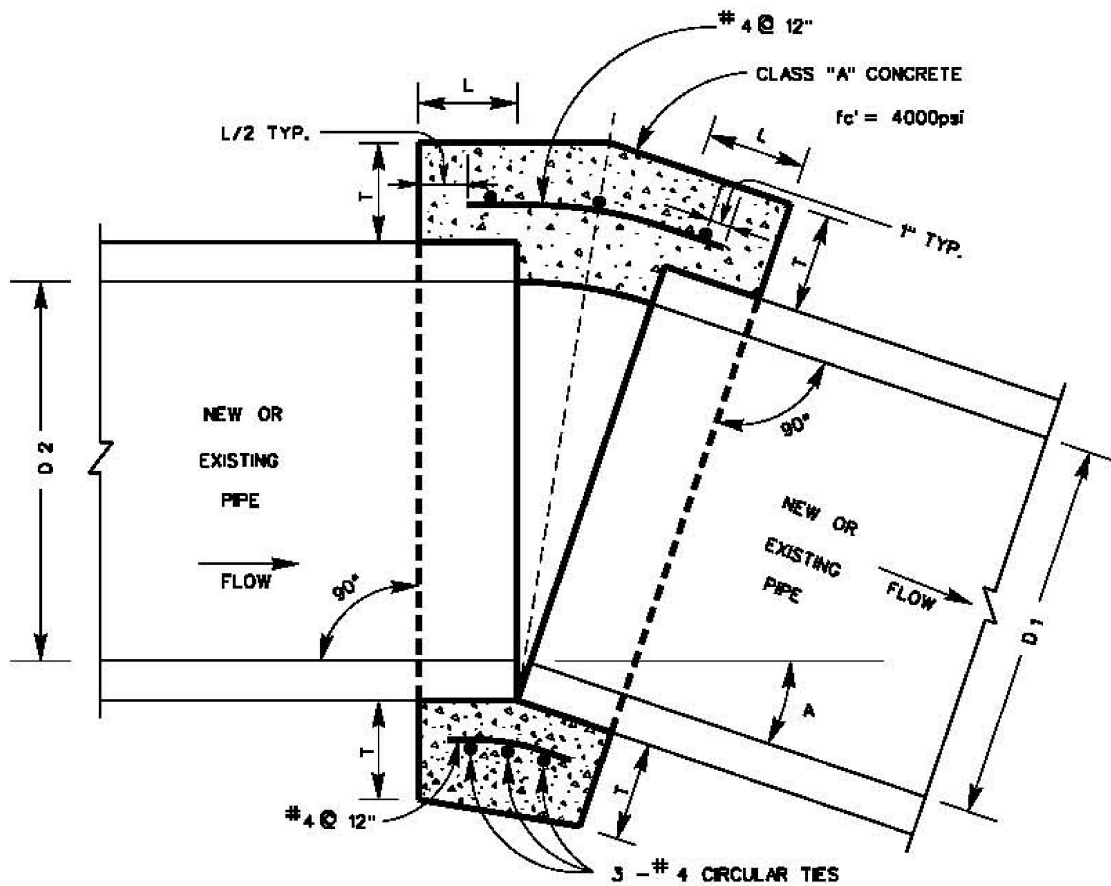 # 4 @ 12"
CLASS "A" CONCRETE
fc' = 4000psi
L
L
L/2 TYP.
T
1" TYP.
T
NEW OR
EXISTING
PIPE
FLOW
D 2
90°
90°
NEW OR
EXISTING
PIPE
FLOW
D 1
A
T
T
# 4 @ 12"
3 - # 4 CIRCULAR TIES